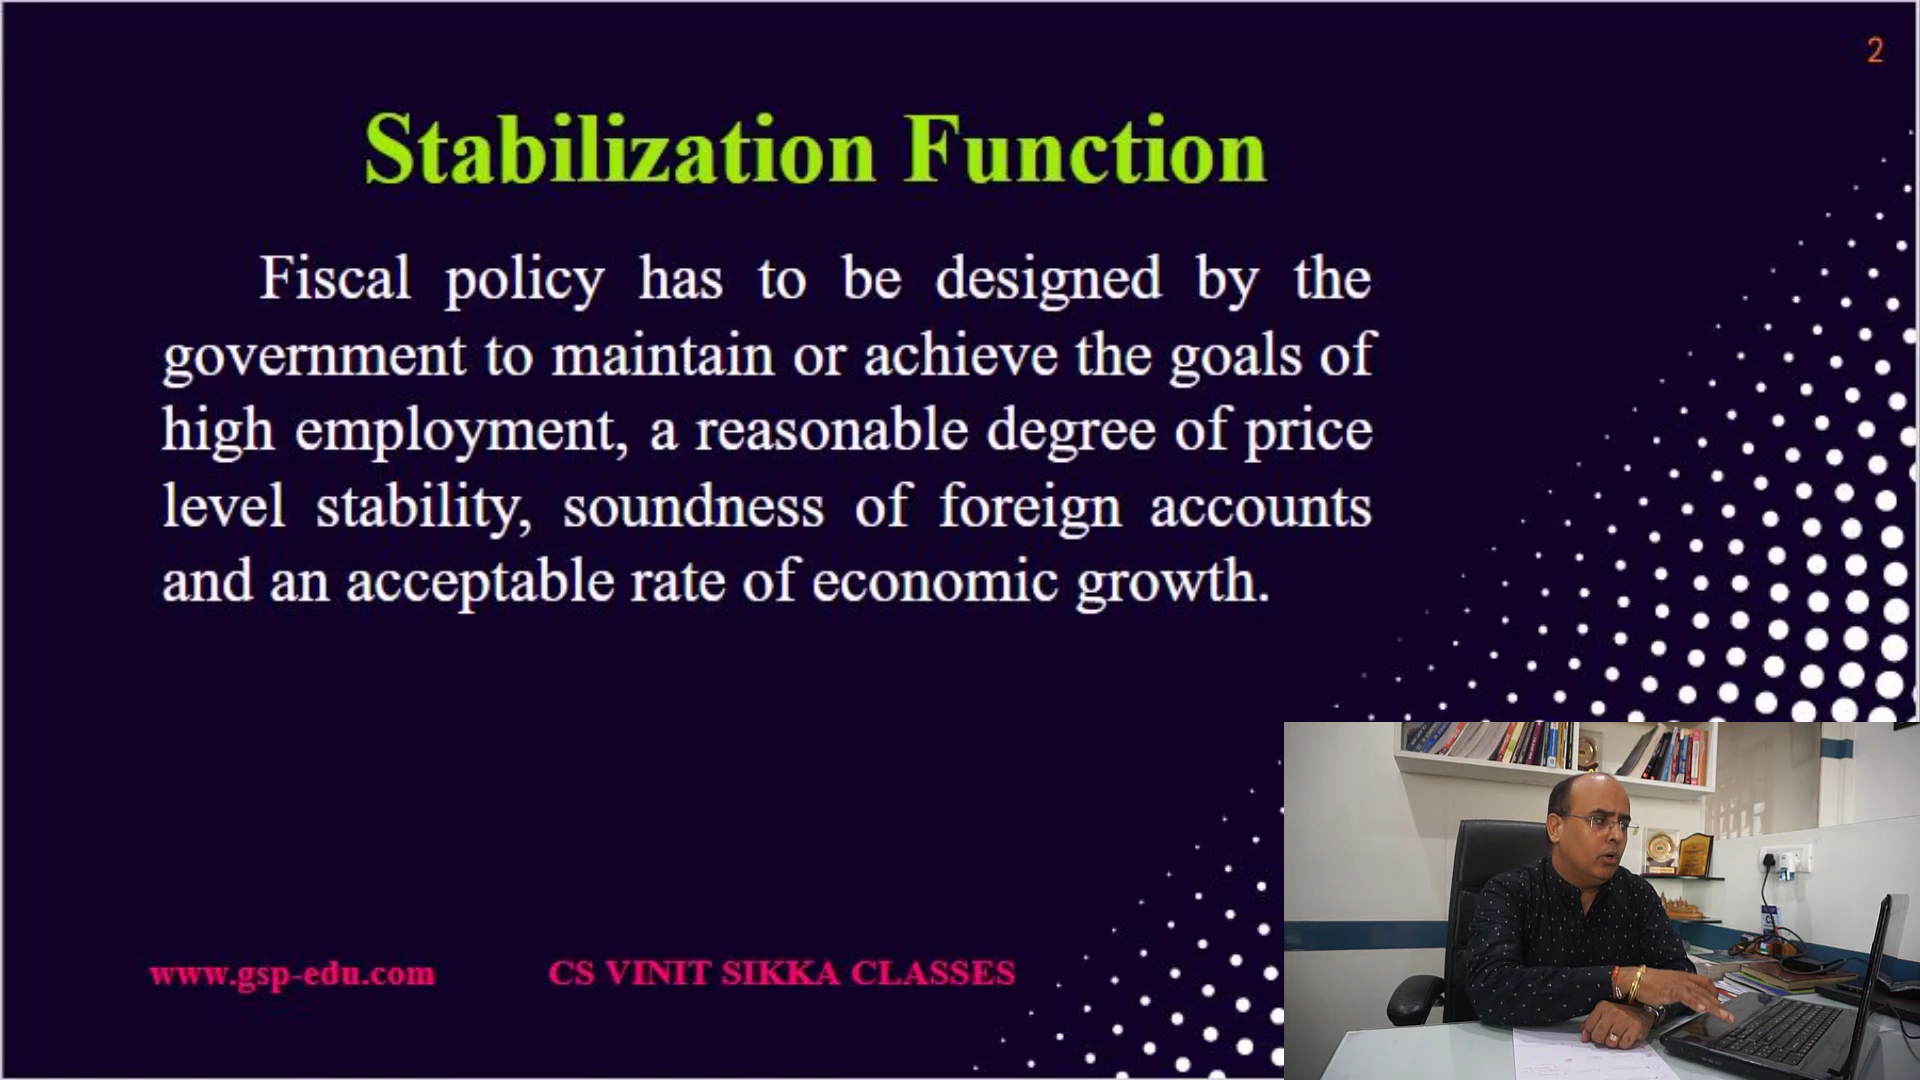 2
Stabilization Function
Fiscal policy has to be designed by the
government to maintain or achieve the goals of
high employment, a reasonable degree of price
level stability, soundness of foreign accounts
and an acceptable rate of economic growth.
www.gsp-edu.com
CS VINIT SIKKA CLASSES